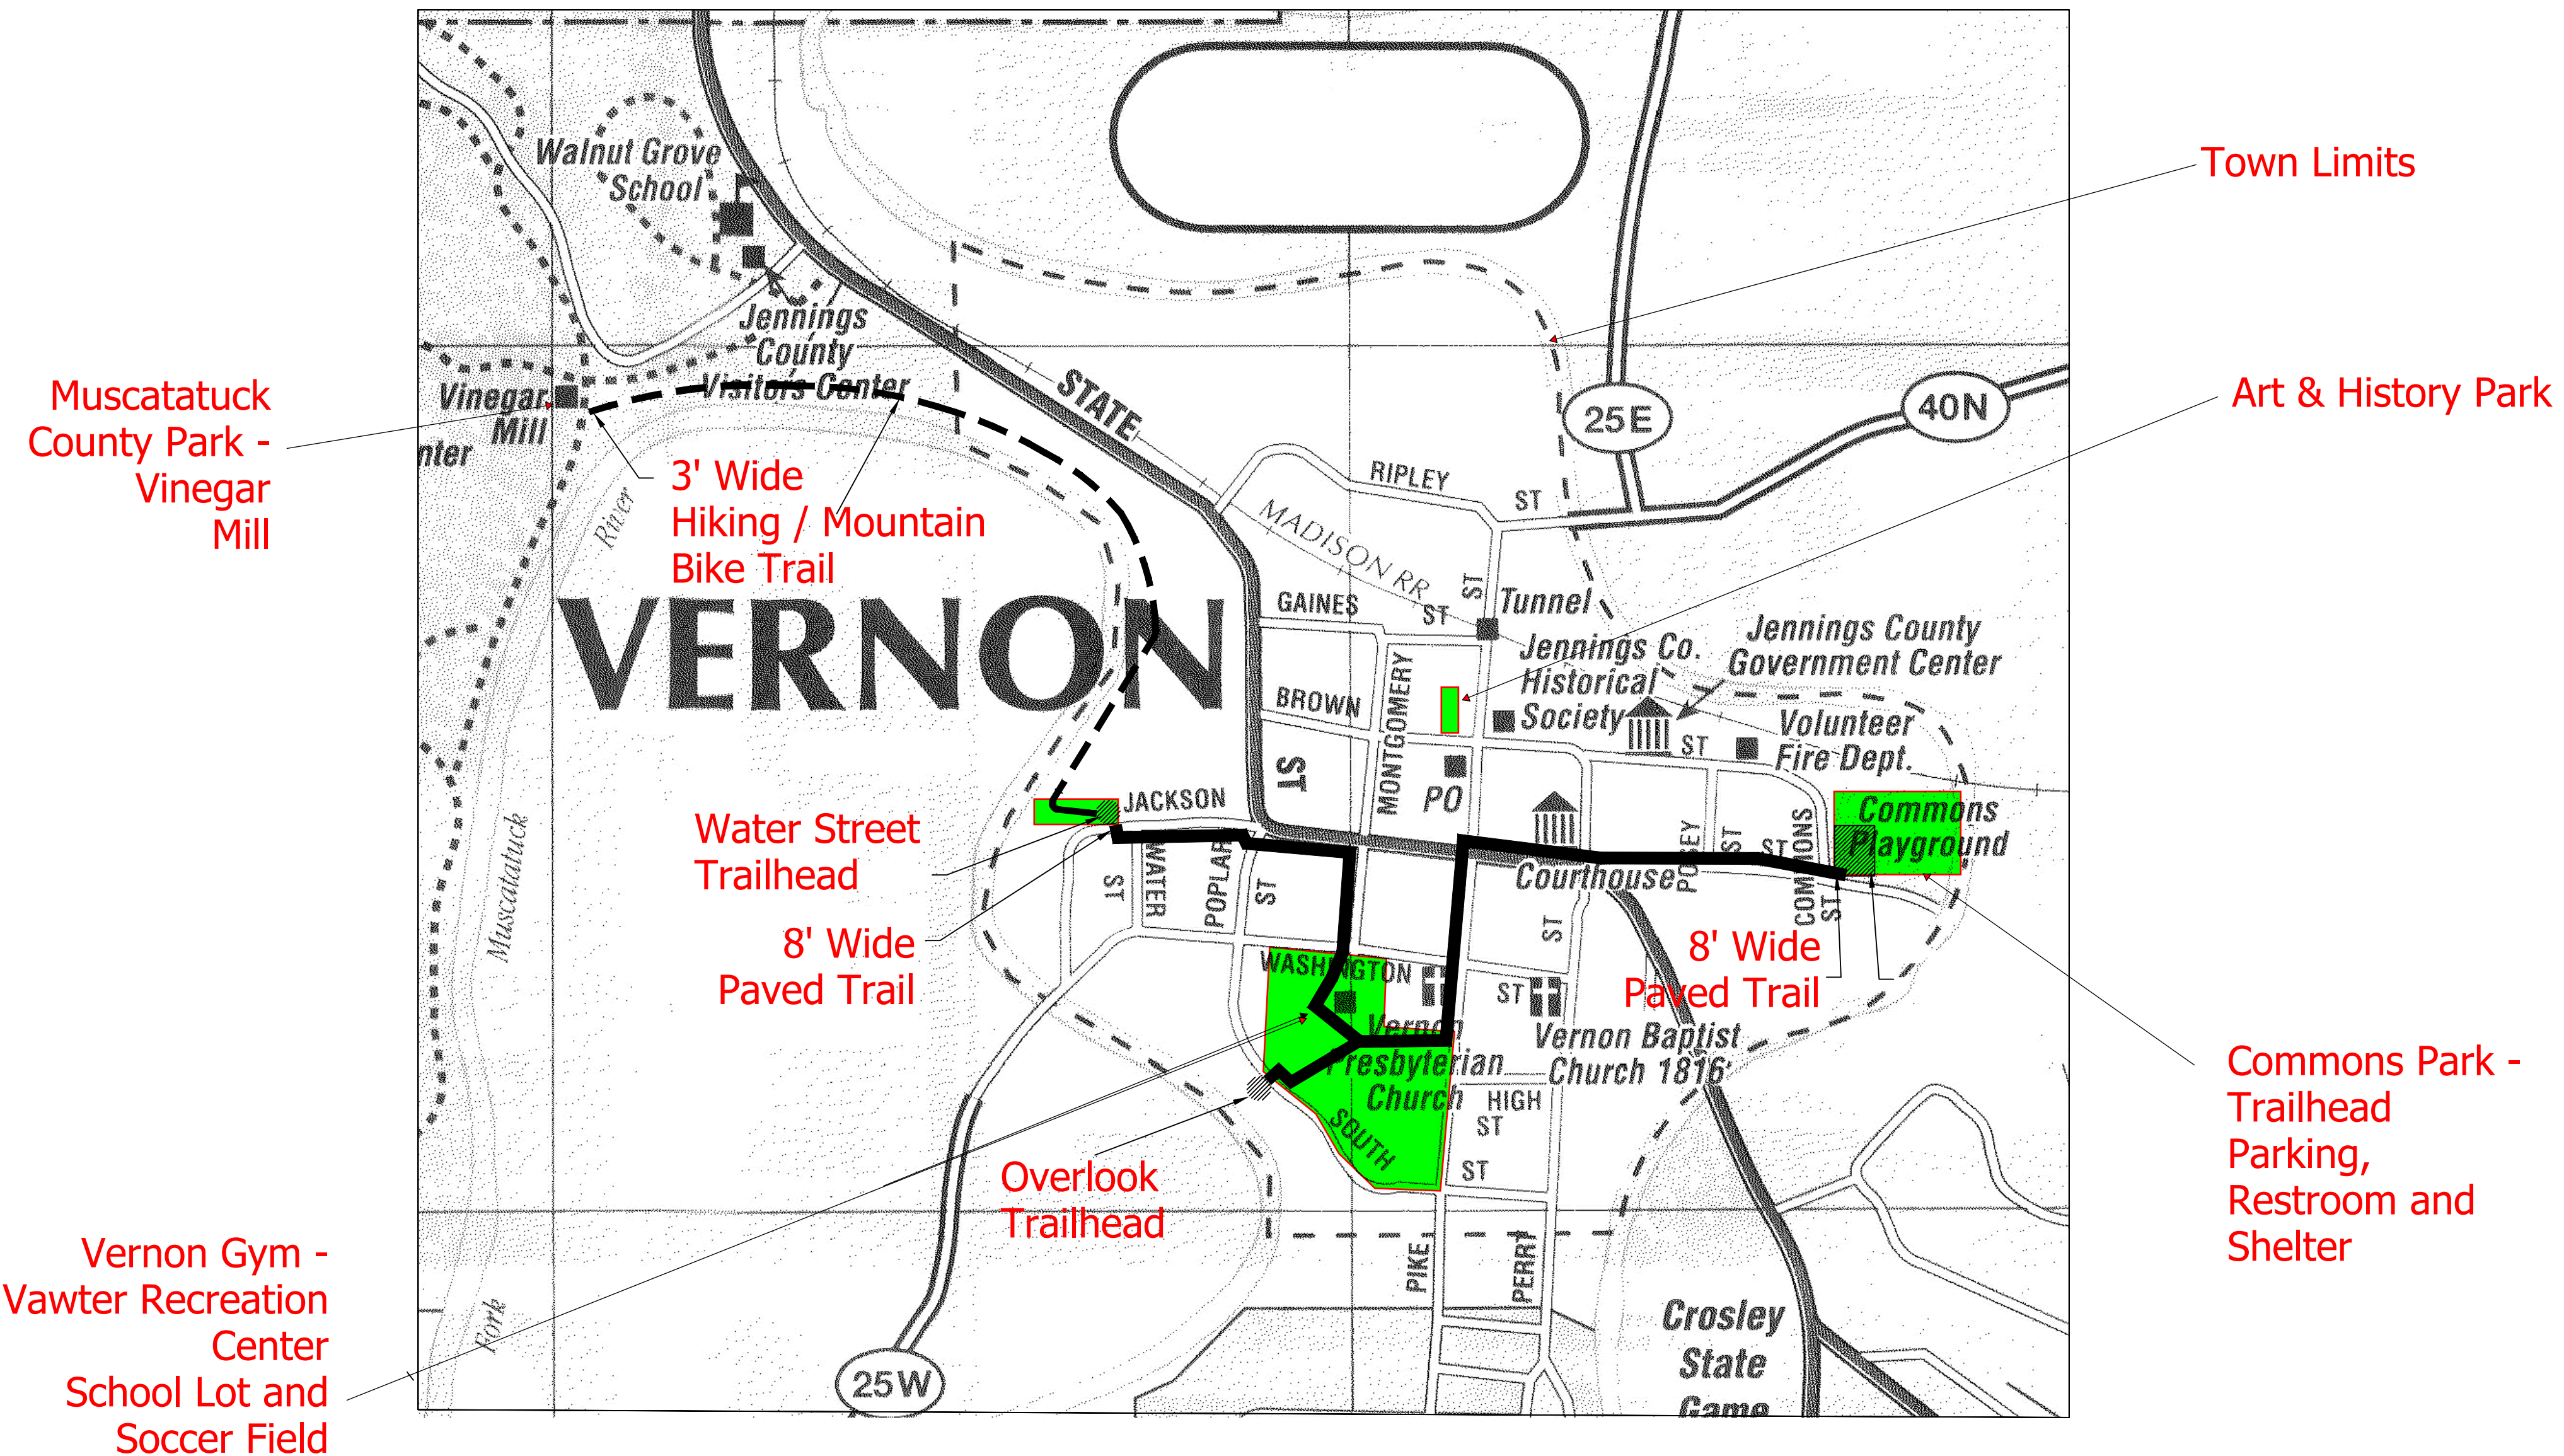 Walnut Grove
School
Town Limits
Jennings
County
Visitors Center
Vinegar
Mill
nter
Muscatatuck
County Park -
Vinegar
Mill
STATE
25E
40N
Art & History Park
3' Wide
Hiking / Mountain
Bike Trail
River
RIPLEY
ST
MADISON RR
ST
VERNON
GAINES
ST
Tunnel
Jennings Co.
Historical
Society
Jennings County
Government Center
BROWN
MONTGOMERY
ST
Volunteer
Fire Dept.
ST
PO
JACKSON
Commons
Playground
Water Street
Trailhead
Muscatatuck
ST
WATER
POPLAR
ST
Courthouse
POSEY
ST
ST
COMMONS
ST
ST
8' Wide
Paved Trail
8' Wide
Paved Trail
WASHINGTON
ST
Vernon
Presbyterian
Church
Vernon Baptist
Church 1816
HIGH
ST
SOUTH
ST
Overlook
Trailhead
Commons Park -
Trailhead
Parking,
Restroom and
Shelter
Vernon Gym -
Vawter Recreation
Center
School Lot and
Soccer Field
Fork
PIKE
PERRY
25W
Crosley
State
Game